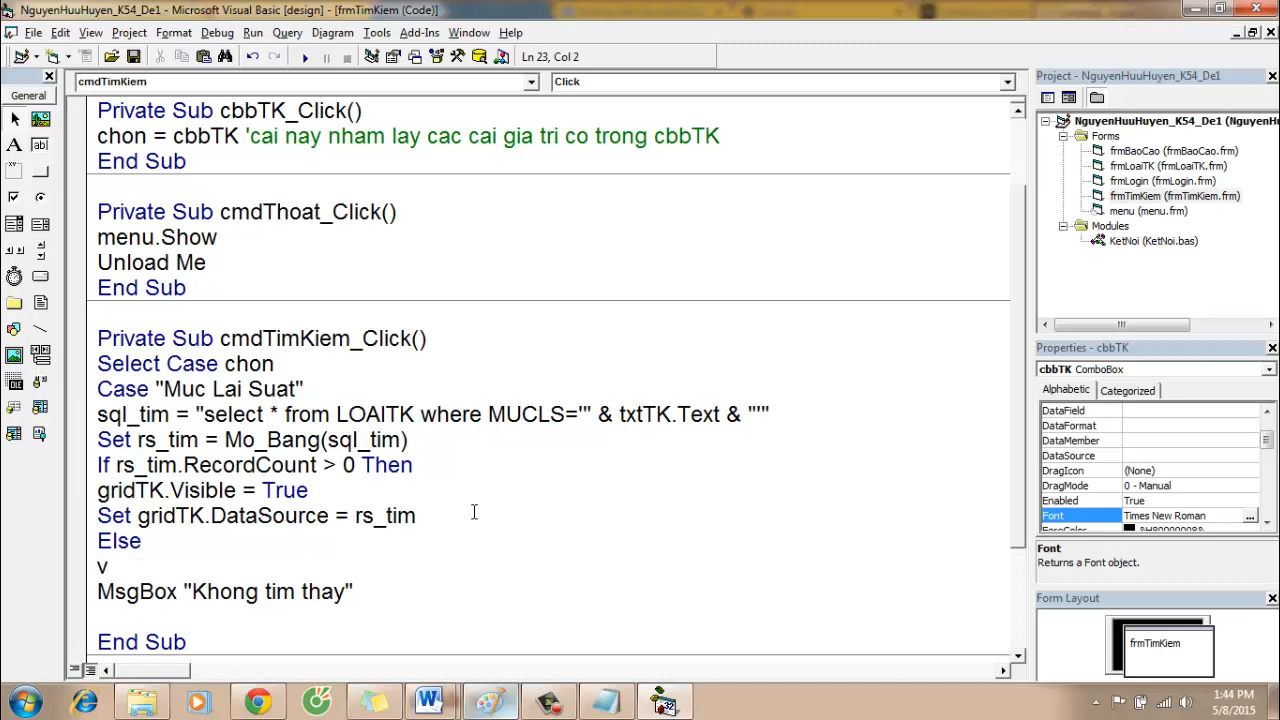 NguyenHuuHuyen_K54_De1 - Microsoft Visual Basic [design] - [frmTimKiem (Code)]
File Edit View Project Format Debug Run Query Diagram Tools Add-Ins Window Help
Ln 23, Col 2
General
cmdTimKiem
Click
Private Sub cbbTK_Click()
chon = cbbTK 'cai nay nham lay cac cai gia tri co trong cbbTK
End Sub
Private Sub cmdThoat_Click()
menu.Show
Unload Me
End Sub
Private Sub cmdTimKiem_Click()
Select Case chon
Case "Muc Lai Suat"
sql_tim = "select * from LOAITK where MUCLS='" & txtTK.Text & "'"
Set rs_tim = Mo_Bang(sql_tim)
If rs_tim.RecordCount > 0 Then
gridTK.Visible = True
Set gridTK.DataSource = rs_tim
Else
v
MsgBox "Khong tim thay"
End Sub
Project - NguyenHuuHuyen_K54_De1
NguyenHuuHuyen_K54_De1 (NguyenH
Forms
frmBaoCao (frmBaoCao.frm)
frmLoaiTK (frmLoaiTK.frm)
frmLogin (frmLogin.frm)
frmTimKiem (frmTimKiem.frm)
menu (menu.frm)
Modules
KetNoi (KetNoi.bas)
Properties - cbbTK
cbbTK ComboBox
Alphabetic Categorized
DataField
DataFormat
DataMember
DataSource
DragIcon (None)
DragMode 0 - Manual
Enabled True
Font Times New Roman ...
ForeColor &H80000008&
Font
Returns a Font object.
Form Layout
frmTimKiem
1:44 PM
5/8/2015